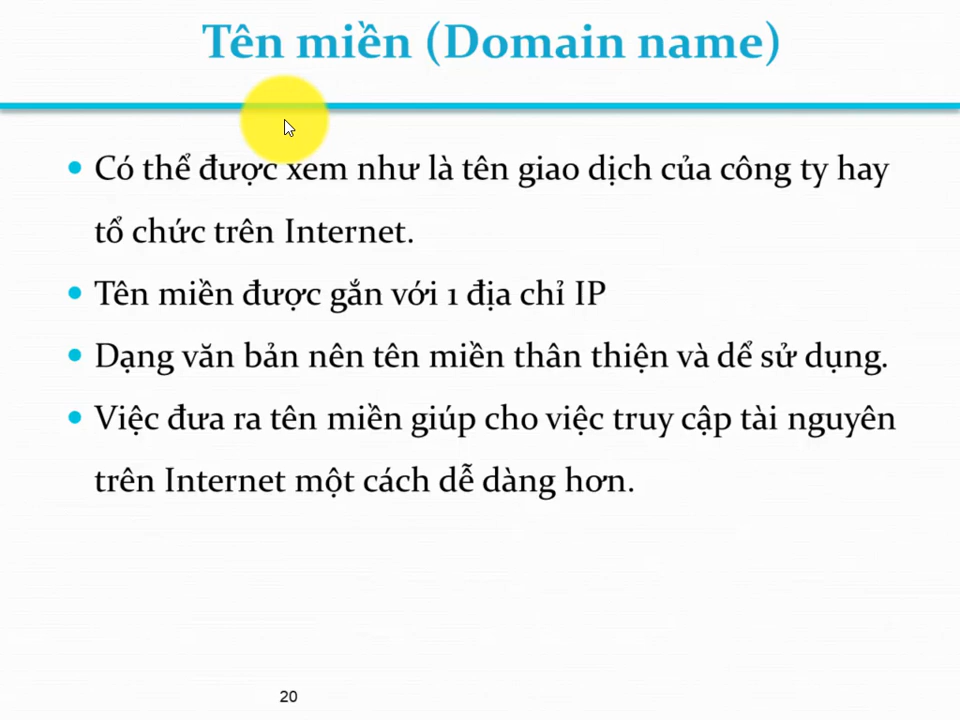 Tên miền (Domain name)
Có thể được xem như là tên giao dịch của công ty hay
tổ chức trên Internet.
Tên miền được gắn với 1 địa chỉ IP
Dạng văn bản nên tên miền thân thiện và dể sử dụng.
Việc đưa ra tên miền giúp cho việc truy cập tài nguyên
trên Internet một cách dễ dàng hơn.
20